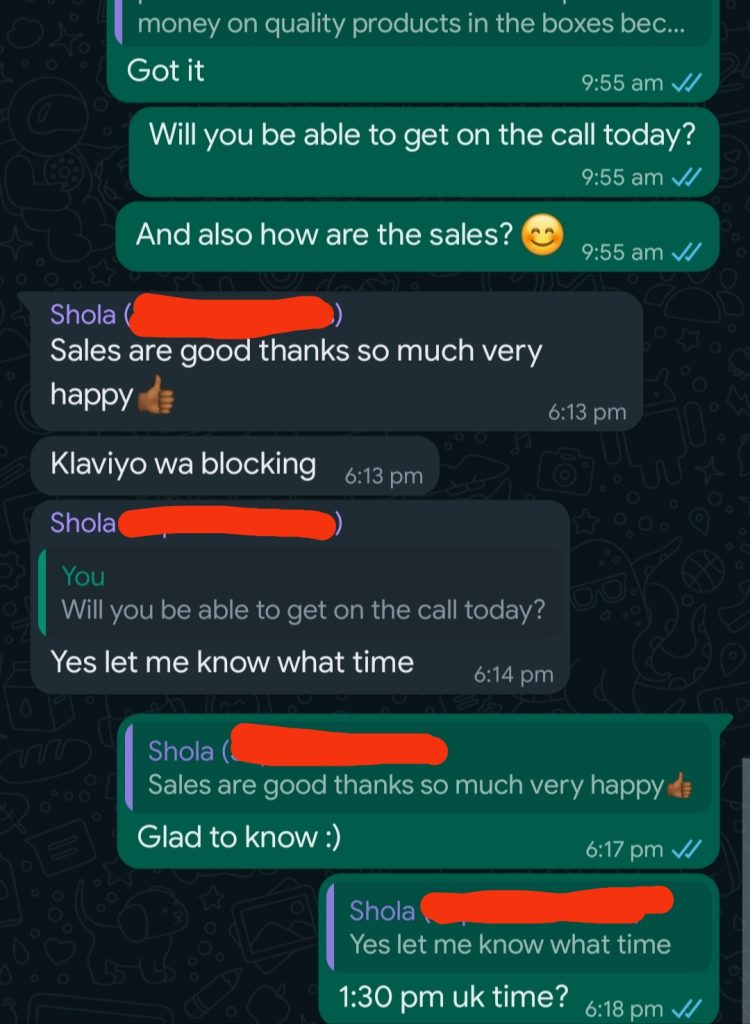 money on quality products in the boxes bec...
Got it
9:55 am
Will you be able to get on the call today?
9:55 am
And also how are the sales? 😊
9:55 am
Shola ( )
Sales are good thanks so much very
happy👍🏾
6:13 pm
Klaviyo wa blocking
6:13 pm
Shola )
You
Will you be able to get on the call today?
Yes let me know what time
6:14 pm
Shola (
Sales are good thanks so much very happy👍🏾
Glad to know :)
6:17 pm
Shola
Yes let me know what time
1:30 pm uk time?
6:18 pm